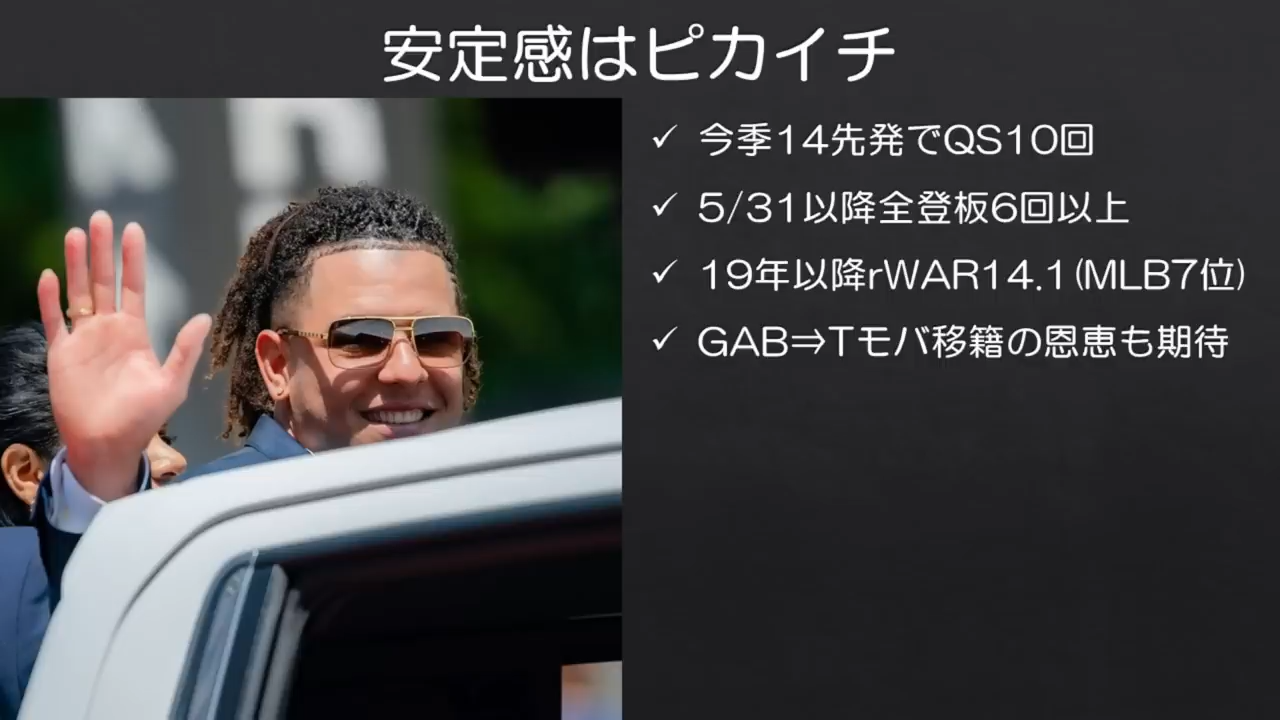 安定感はピカイチ
✓ 今季14先発でQS10回
✓ 5/31以降全登板6回以上
✓ 19年以降rWAR14.1(MLB7位)
✓ GAB⇒Tモバ移籍の恩恵も期待